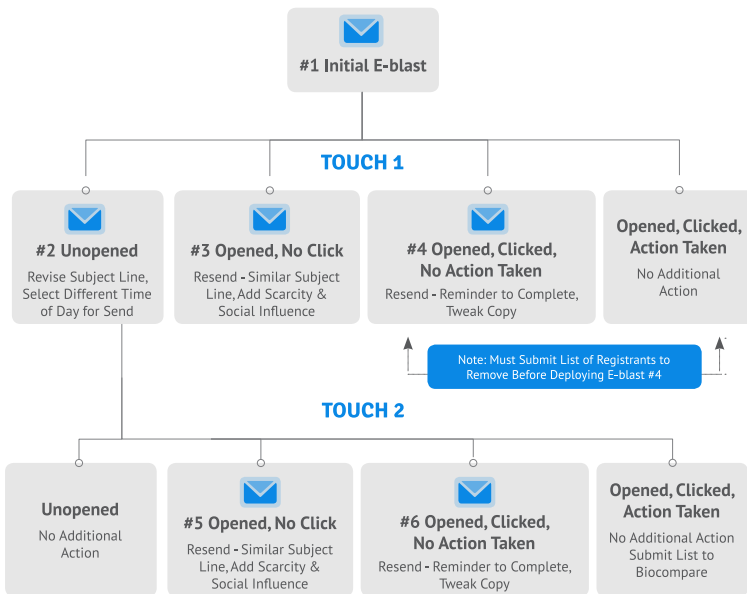 #1 Initial E-blast
TOUCH 1
#2 Unopened
Revise Subject Line,
Select Different Time
of Day for Send
#3 Opened, No Click
Resend - Similar Subject
Line, Add Scarcity &
Social Influence
#4 Opened, Clicked,
No Action Taken
Resend - Reminder to Complete,
Tweak Copy
Opened, Clicked,
Action Taken
No Additional
Action
Note: Must Submit List of Registrants to
Remove Before Deploying E-blast #4
TOUCH 2
Unopened
No Additional
Action
#5 Opened, No Click
Resend - Similar Subject
Line, Add Scarcity &
Social Influence
#6 Opened, Clicked,
No Action Taken
Resend - Reminder to Complete,
Tweak Copy
Opened, Clicked,
Action Taken
No Additional Action
Submit List to
Biocompare